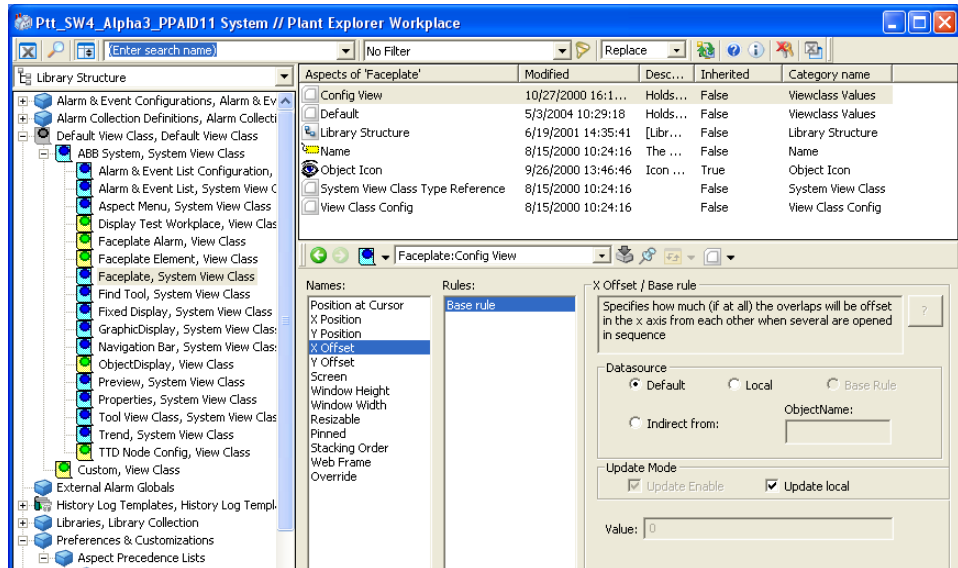 Ptt_SW4_Alpha3_PPAID11 System // Plant Explorer Workplace
(Enter search name)
No Filter
Replace
Library Structure
Alarm & Event Configurations, Alarm & Ev
Alarm Collection Definitions, Alarm Collecti
Default View Class, Default View Class
ABB System, System View Class
Alarm & Event List Configuration,
Alarm & Event List, System View C
Aspect Menu, System View Class
Display Test Workplace, View Clas
Faceplate Alarm, View Class
Faceplate Element, View Class
Faceplate, System View Class
Find Tool, System View Class
Fixed Display, System View Class
GraphicDisplay, System View Clas
Navigation Bar, System View Clas
ObjectDisplay, View Class
Preview, System View Class
Properties, System View Class
Tool View Class, System View Clas
Trend, System View Class
TTD Node Config, View Class
Custom, View Class
External Alarm Globals
History Log Templates, History Log Templ
Libraries, Library Collection
Preferences & Customizations
Aspect Precedence Lists
Aspects of 'Faceplate' Modified Desc... Inherited Category name
Config View 10/27/2000 16:1... Holds... False Viewclass Values
Default 5/3/2004 10:29:18 Holds... False Viewclass Values
Library Structure 6/19/2001 14:35:41 [Libr... False Library Structure
Name 8/15/2000 10:24:16 The ... False Name
Object Icon 9/26/2000 13:46:46 Icon ... True Object Icon
System View Class Type Reference 8/15/2000 10:24:16 False System View Class
View Class Config 8/15/2000 10:24:16 False View Class Config
Faceplate:Config View
Names:
Position at Cursor
X Position
Y Position
X Offset
Y Offset
Screen
Window Height
Window Width
Resizable
Pinned
Stacking Order
Web Frame
Override
Rules:
Base rule
X Offset / Base rule
Specifies how much (if at all) the overlaps will be offset
in the x axis from each other when several are opened
in sequence
?
Datasource
Default Local Base Rule
Indirect from:
ObjectName:
Update Mode
Update Enable Update local
Value: 0